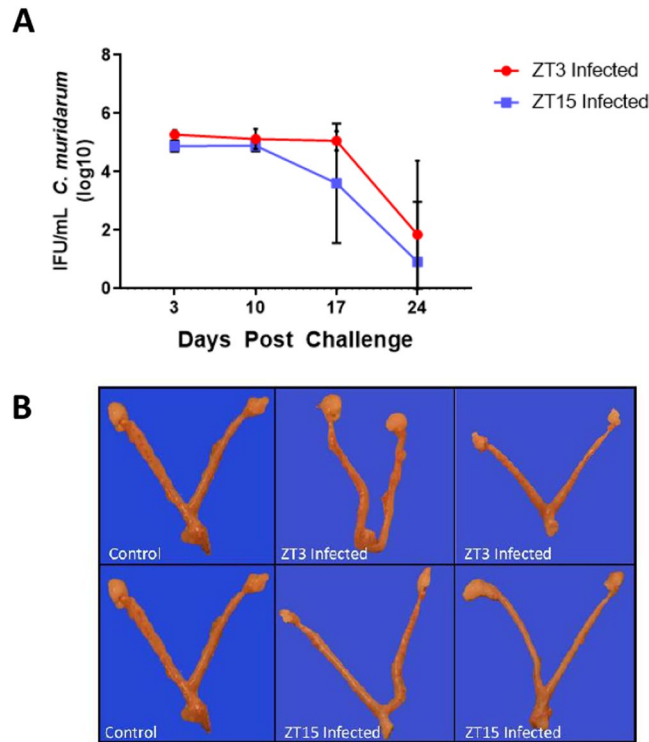 A
8
6
4
2
0
IFU/mL C. muridarum
(log10)
3 10 17 24
Days Post Challenge
ZT3 Infected
ZT15 Infected
B
Control
ZT3 Infected
ZT3 Infected
Control
ZT15 Infected
ZT15 Infected